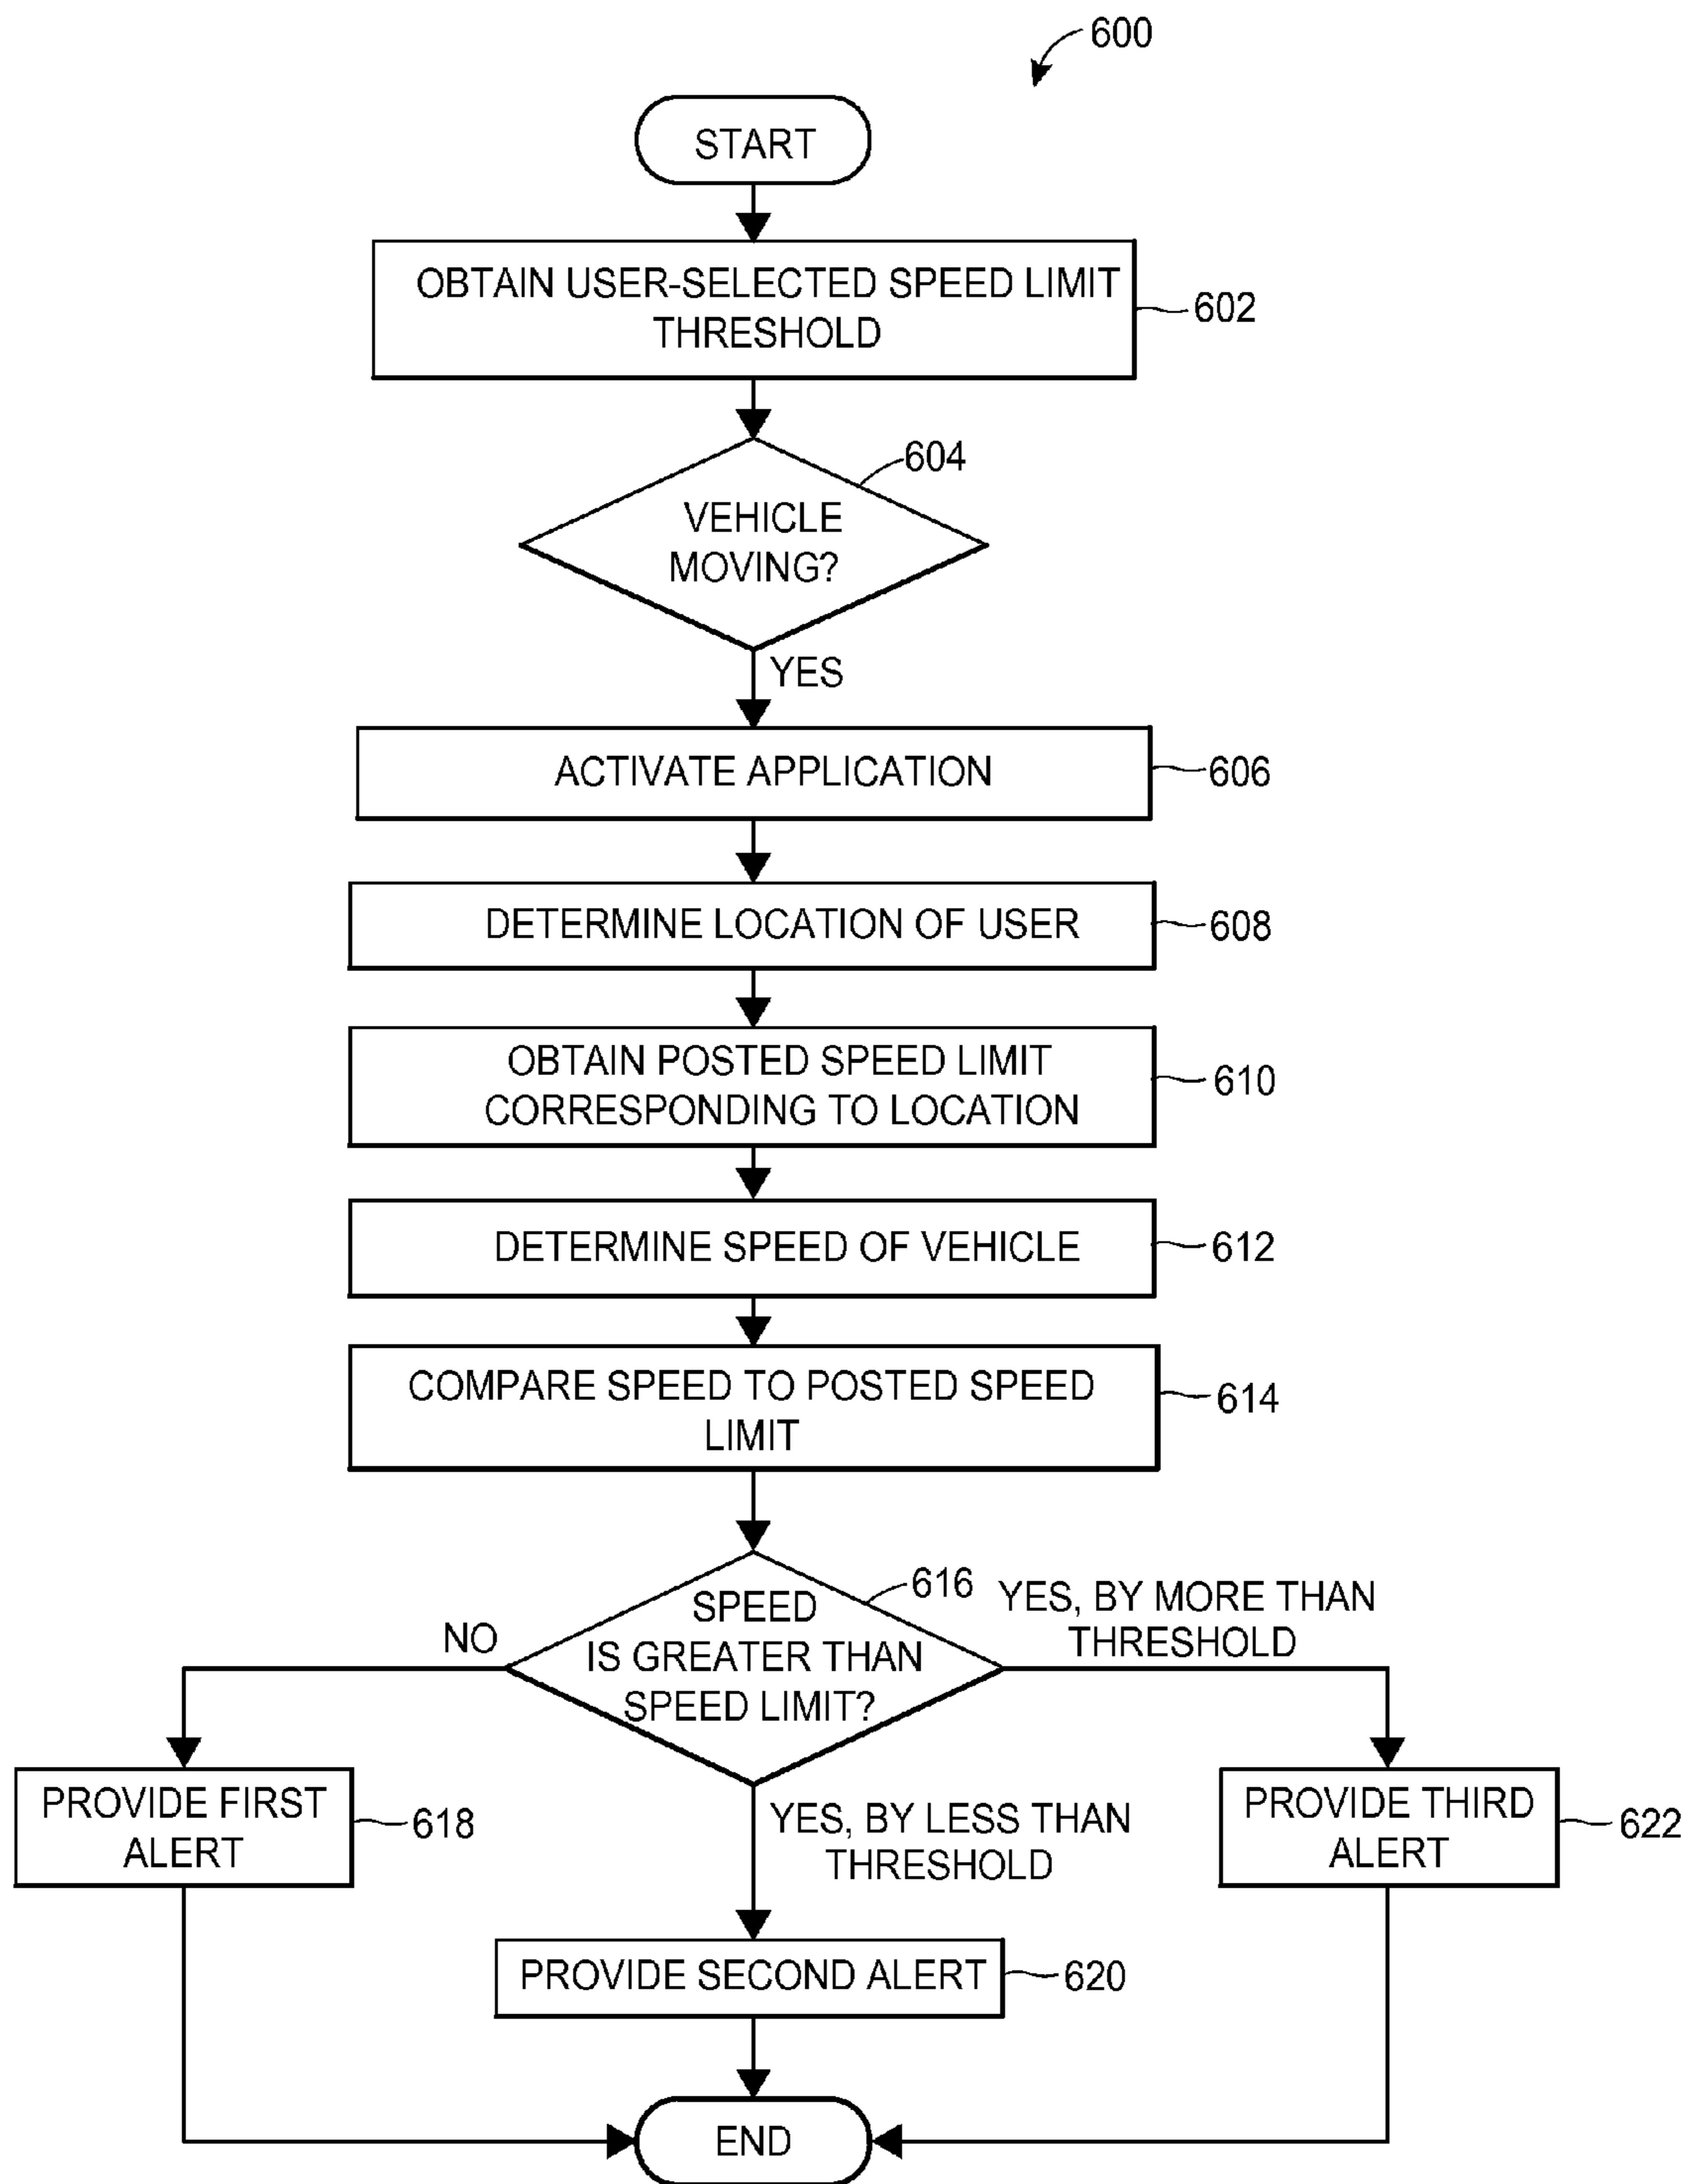 600
START
OBTAIN USER-SELECTED SPEED LIMIT
THRESHOLD
602
604
VEHICLE
MOVING?
YES
ACTIVATE APPLICATION
606
DETERMINE LOCATION OF USER
608
OBTAIN POSTED SPEED LIMIT
CORRESPONDING TO LOCATION
610
DETERMINE SPEED OF VEHICLE
612
COMPARE SPEED TO POSTED SPEED
LIMIT
614
616
SPEED
IS GREATER THAN
SPEED LIMIT?
NO
YES, BY MORE THAN
THRESHOLD
PROVIDE FIRST
ALERT
618
YES, BY LESS THAN
THRESHOLD
PROVIDE THIRD
ALERT
622
PROVIDE SECOND ALERT
620
END